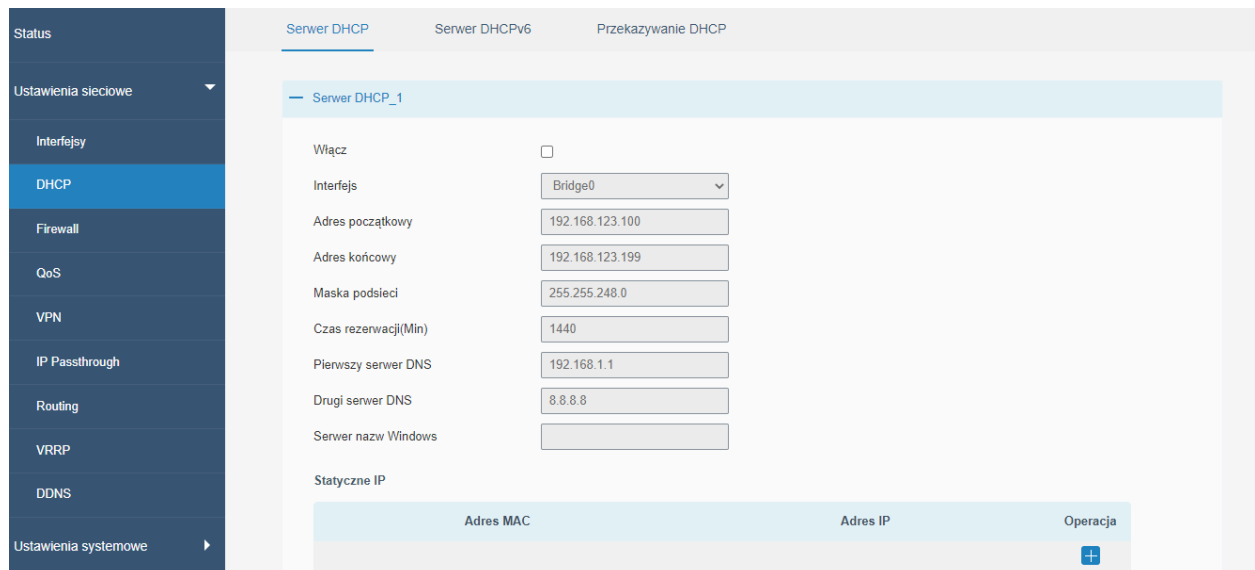 Status
Ustawienia sieciowe
Interfejsy
DHCP
Firewall
QoS
VPN
IP Passthrough
Routing
VRRP
DDNS
Ustawienia systemowe
Serwer DHCP Serwer DHCPv6 Przekazywanie DHCP
Serwer DHCP_1
Włącz
Interfejs Bridge0
Adres początkowy 192.168.123.100
Adres końcowy 192.168.123.199
Maska podsieci 255.255.248.0
Czas rezerwacji(Min) 1440
Pierwszy serwer DNS 192.168.1.1
Drugi serwer DNS 8.8.8.8
Serwer nazw Windows
Statyczne IP
Adres MAC Adres IP Operacja